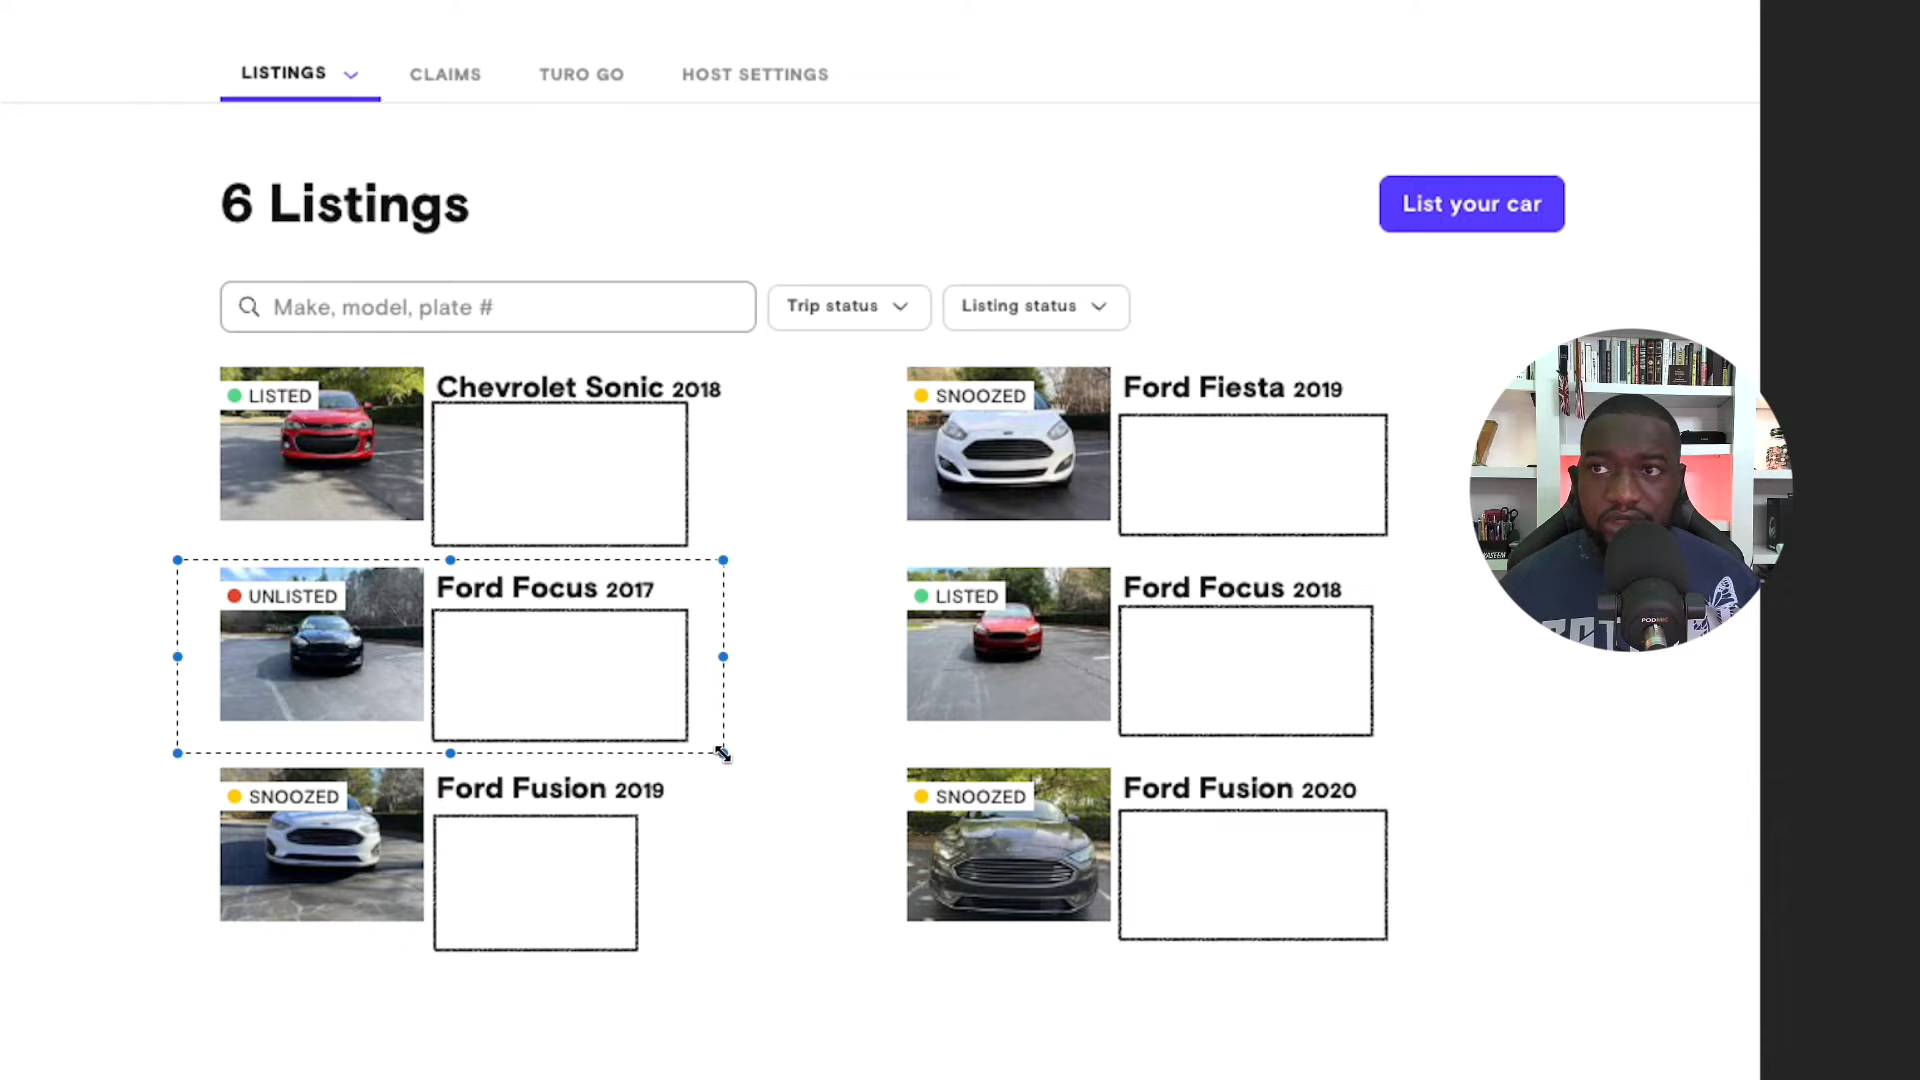 LISTINGS CLAIMS TURO GO HOST SETTINGS
6 Listings
List your car
Make, model, plate #
Trip status
Listing status
LISTED
Chevrolet Sonic 2018
SNOOZED
Ford Fiesta 2019
UNLISTED
Ford Focus 2017
LISTED
Ford Focus 2018
SNOOZED
Ford Fusion 2019
SNOOZED
Ford Fusion 2020
PODMIC